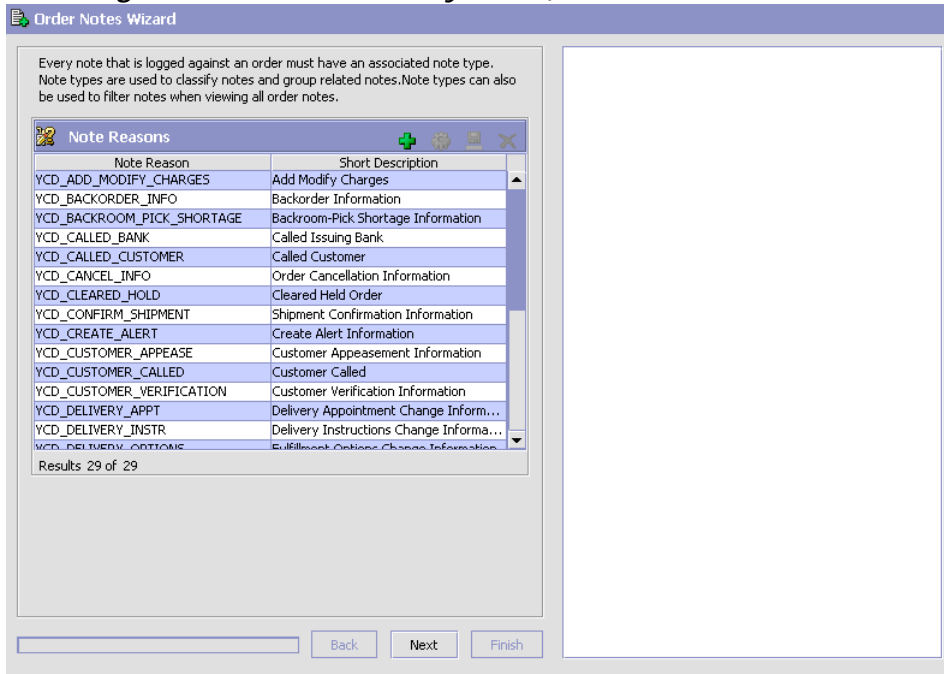 Order Notes Wizard
Every note that is logged against an order must have an associated note type.
Note types are used to classify notes and group related notes.Note types can also
be used to filter notes when viewing all order notes.
Note Reasons
Note Reason Short Description
YCD_ADD_MODIFY_CHARGES Add Modify Charges
YCD_BACKORDER_INFO Backorder Information
YCD_BACKROOM_PICK_SHORTAGE Backroom-Pick Shortage Information
YCD_CALLED_BANK Called Issuing Bank
YCD_CALLED_CUSTOMER Called Customer
YCD_CANCEL_INFO Order Cancellation Information
YCD_CLEARED_HOLD Cleared Held Order
YCD_CONFIRM_SHIPMENT Shipment Confirmation Information
YCD_CREATE_ALERT Create Alert Information
YCD_CUSTOMER_APPEASE Customer Appeasement Information
YCD_CUSTOMER_CALLED Customer Called
YCD_CUSTOMER_VERIFICATION Customer Verification Information
YCD_DELIVERY_APPT Delivery Appointment Change Inform...
YCD_DELIVERY_INSTR Delivery Instructions Change Informa...
YCD_DELIVERY_OPTIONS Fulfillment Options Change Information
Results 29 of 29
Back Next Finish